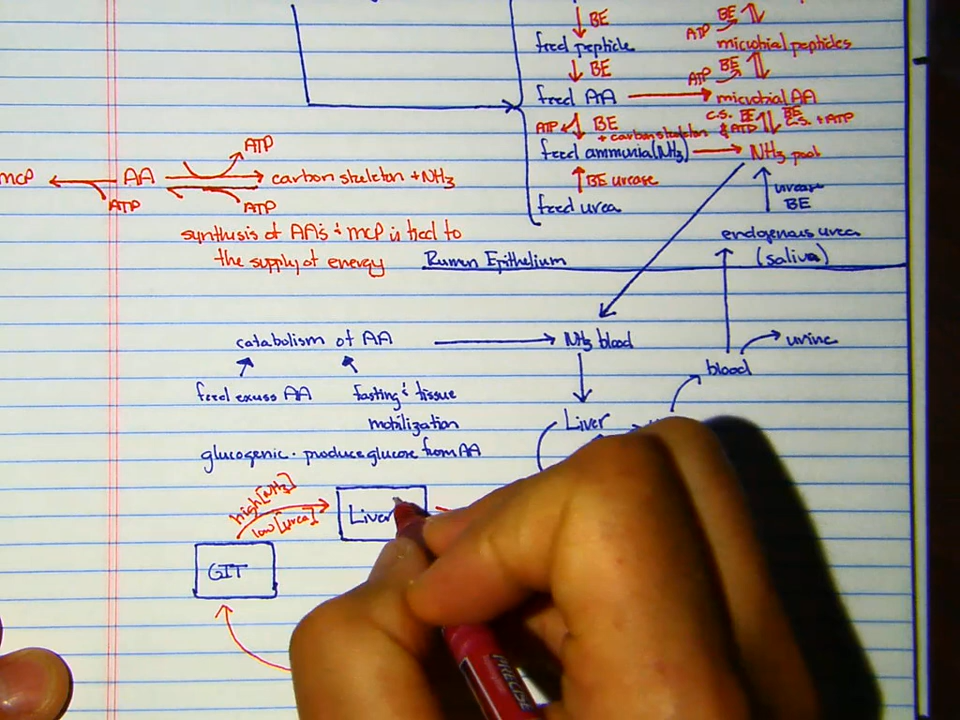 BE
feed peptide
BE
ATP
microbial peptides
BE
ATP BE
feed AA
microbial AA
ATP BE
c.s. BE
& ATP
BE
c.s. + ATP
+ carbon skeleton
feed ammonia (NH3)
NH3 pool
BE urease
urease
BE
feed urea
endogenous urea
(saliva)
ATP
mcp
AA
carbon skeleton + NH3
ATP
ATP
synthesis of AA's & mcp is tied to
the supply of energy
Rumen Epithelium
catabolism of AA
NH3 blood
urine
blood
feed exuss AA
fasting & tissue
mobilization
Liver
glucogenic · produce glucose from AA
high [NH3]
low [urea]
Liver
GIT
PRECISE